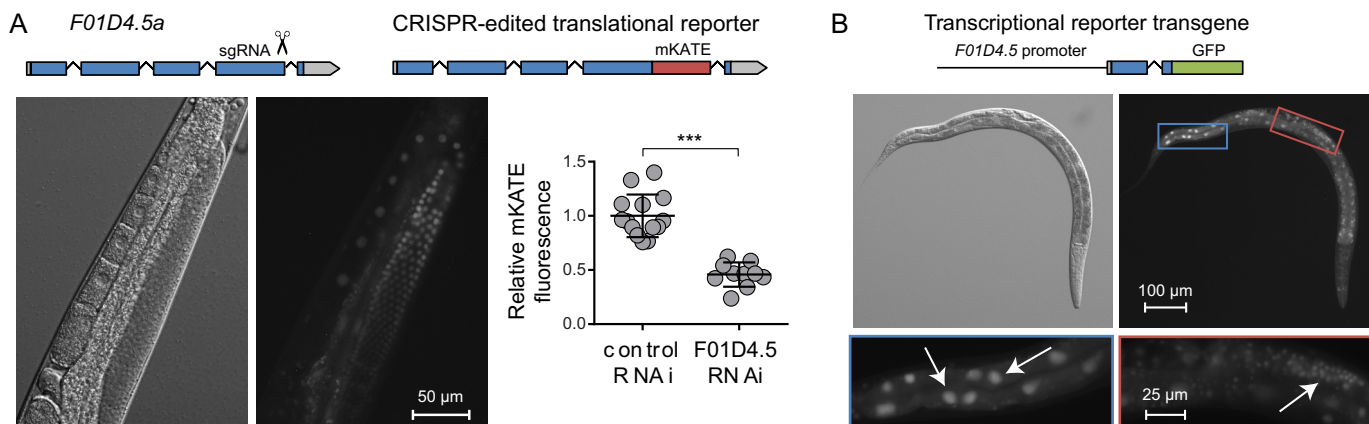 A
F01D4.5a
sgRNA
CRISPR-edited translational reporter
mKATE
50 µm
Relative mKATE
fluorescence
1.5
1.0
0.5
0.0
***
control
RNAi
F01D4.5
RNAi
B
Transcriptional reporter transgene
F01D4.5 promoter
GFP
100 µm
25 µm